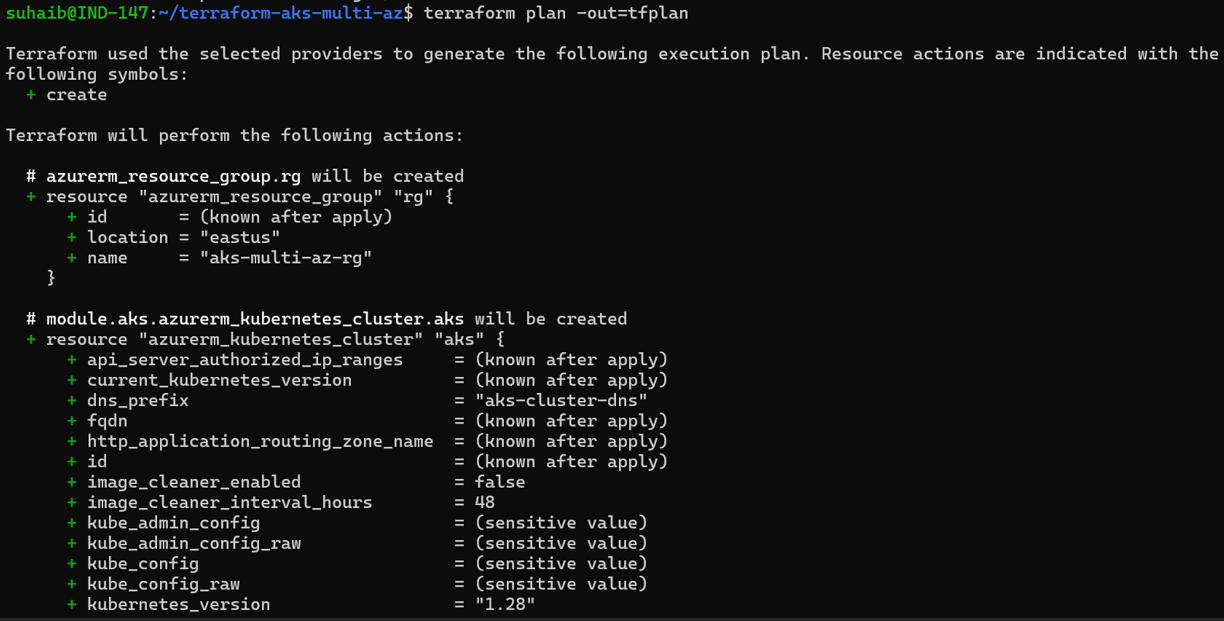 suhaib@IND-147:~/terraform-aks-multi-az$ terraform plan -out=tfplan
Terraform used the selected providers to generate the following execution plan. Resource actions are indicated with the
following symbols:
  + create
Terraform will perform the following actions:
  # azurerm_resource_group.rg will be created
  + resource "azurerm_resource_group" "rg" {
      + id       = (known after apply)
      + location = "eastus"
      + name     = "aks-multi-az-rg"
    }
  # module.aks.azurerm_kubernetes_cluster.aks will be created
  + resource "azurerm_kubernetes_cluster" "aks" {
      + api_server_authorized_ip_ranges     = (known after apply)
      + current_kubernetes_version          = (known after apply)
      + dns_prefix                          = "aks-cluster-dns"
      + fqdn                                = (known after apply)
      + http_application_routing_zone_name  = (known after apply)
      + id                                  = (known after apply)
      + image_cleaner_enabled               = false
      + image_cleaner_interval_hours        = 48
      + kube_admin_config                   = (sensitive value)
      + kube_admin_config_raw               = (sensitive value)
      + kube_config                         = (sensitive value)
      + kube_config_raw                     = (sensitive value)
      + kubernetes_version                  = "1.28"